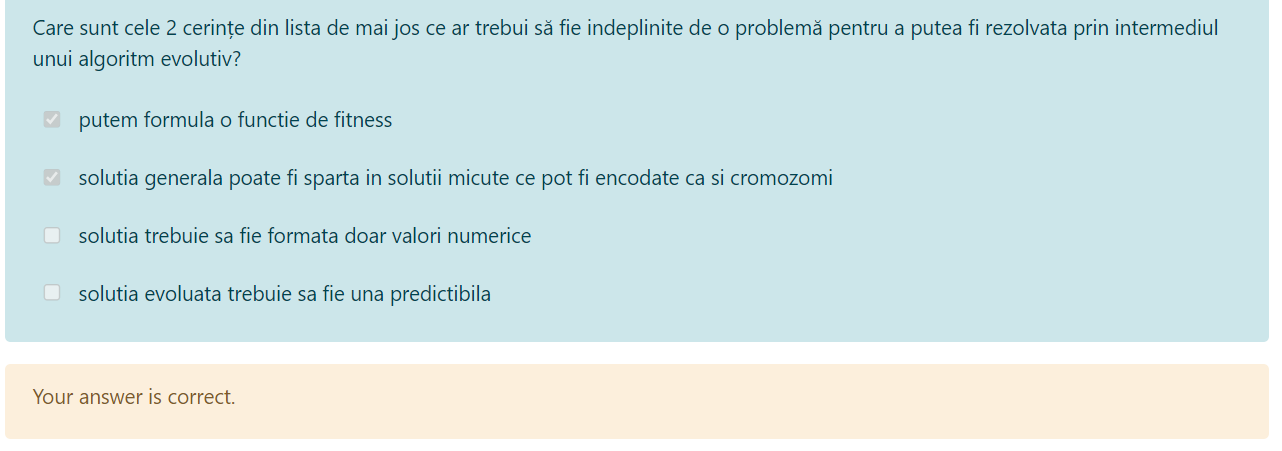 Care sunt cele 2 cerințe din lista de mai jos ce ar trebui să fie indeplinite de o problemă pentru a putea fi rezolvata prin intermediul
unui algoritm evolutiv?
putem formula o functie de fitness
solutia generala poate fi sparta in solutii micute ce pot fi encodate ca si cromozomi
solutia trebuie sa fie formata doar valori numerice
solutia evoluata trebuie sa fie una predictibila
Your answer is correct.